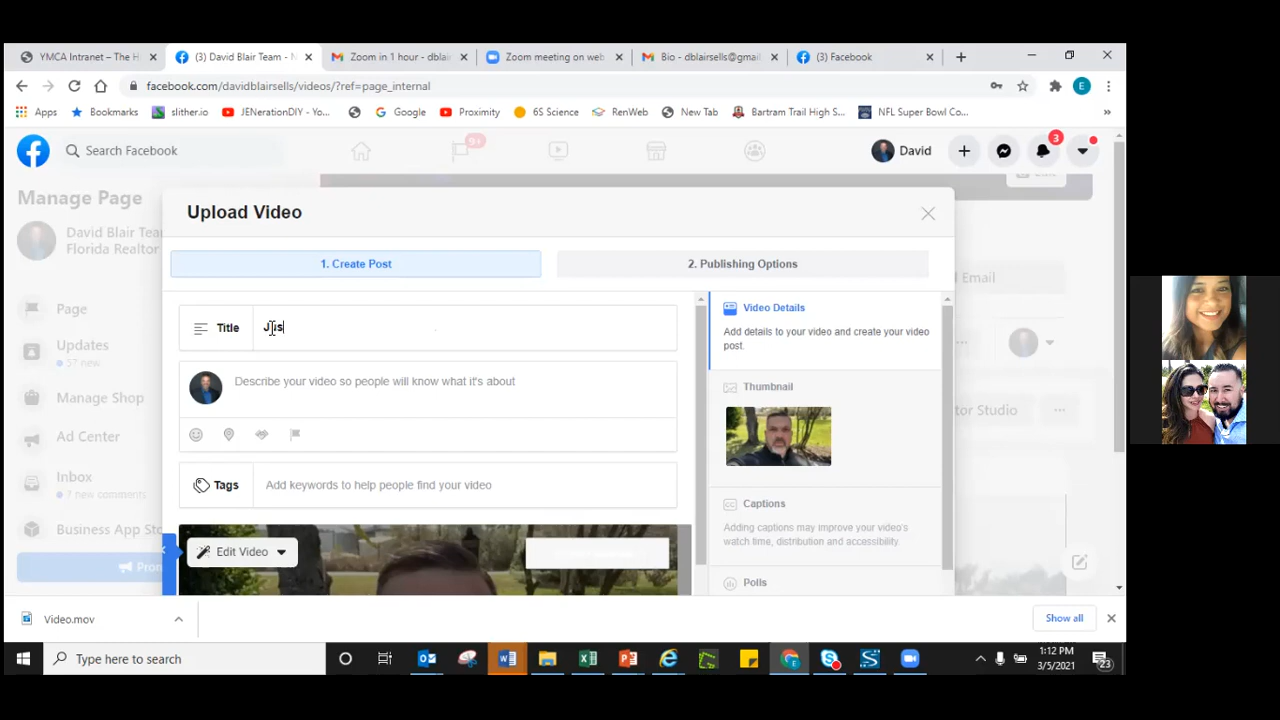 YMCA Intranet – The H
(3) David Blair Team - N
Zoom in 1 hour - dblair
Zoom meeting on web
Bio - dblairsells@gmail
(3) Facebook
facebook.com/davidblairsells/videos/?ref=page_internal
E
Apps
Bookmarks
slither.io
JENerationDIY - Yo...
Google
Proximity
6S Science
RenWeb
New Tab
Bartram Trail High S...
NFL Super Bowl Co...
»
Search Facebook
9+
David
3
Manage Page
David Blair Team
Florida Realtor
Page
Updates
57 new
Manage Shop
Ad Center
Inbox
7 new comments
Business App Sto
Upload Video
1. Create Post
2. Publishing Options
Email
Title
Video Details
Add details to your video and create your video
post.
Describe your video so people will know what it's about
Thumbnail
tor Studio
Tags
Add keywords to help people find your video
CC
Captions
Adding captions may improve your video's
watch time, distribution and accessibility.
Edit Video
Polls
Video.mov
Show all
Type here to search
1:12 PM
3/5/2021
23